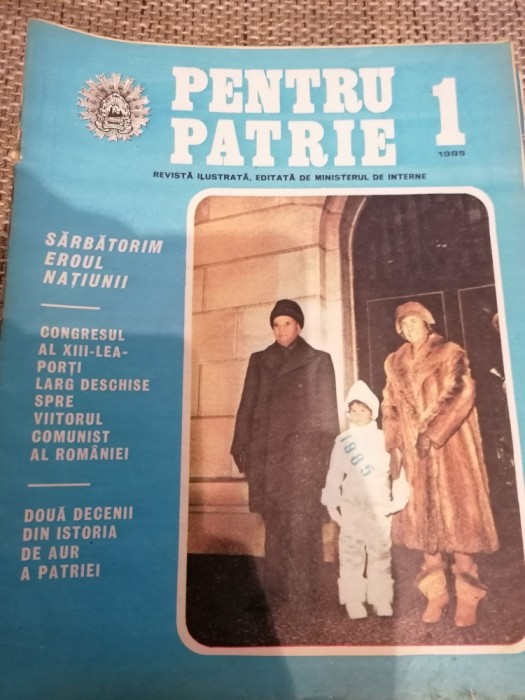 PENTRU
PATRIE
1
1985
REVISTĂ ILUSTRATĂ, EDITATĂ DE MINISTERUL DE INTERNE
SĂRBĂTORIM
EROUL
NAȚIUNII
CONGRESUL
AL XIII-LEA-
PORȚI
LARG DESCHISE
SPRE
VIITORUL
COMUNIST
AL ROMÂNIEI
DOUĂ DECENII
DIN ISTORIA
DE AUR
A PATRIEI
1985